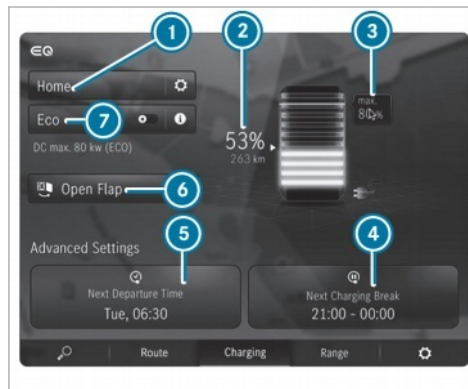 EQ
1
2
3
Home
max.
80%
Eco
7
53%
263 km
DC max. 80 kw (ECO)
Open Flap
6
Advanced Settings
5
4
Next Departure Time
Tue, 06:30
Next Charging Break
21:00 - 00:00
Route
Charging
Range